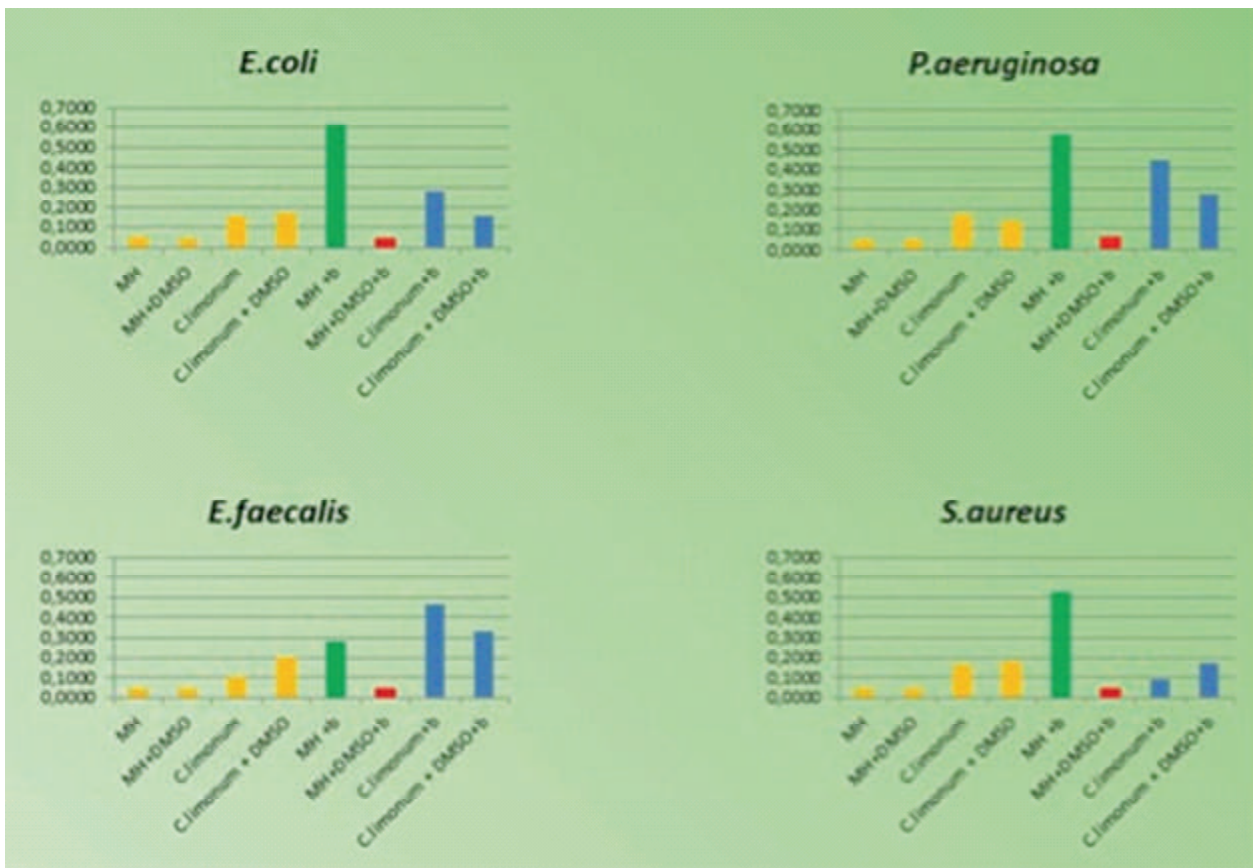 E.coli
0,7000
0,6000
0,5000
0,4000
0,3000
0,2000
0,1000
0,0000
MH
MH+DMSO
C.limonum
C.limonum + DMSO
MH +b
MH+DMSO+b
C.limonum+b
C.limonum + DMSO+b
P.aeruginosa
0,7000
0,6000
0,5000
0,4000
0,3000
0,2000
0,1000
0,0000
MH
MH+DMSO
C.limonum
C.limonum + DMSO
MH +b
MH+DMSO+b
C.limonum+b
C.limonum + DMSO+b
E.faecalis
0,7000
0,6000
0,5000
0,4000
0,3000
0,2000
0,1000
0,0000
MH
MH+DMSO
C.limonum
C.limonum + DMSO
MH +b
MH+DMSO+b
C.limonum+b
C.limonum + DMSO+b
S.aureus
0,7000
0,6000
0,5000
0,4000
0,3000
0,2000
0,1000
0,0000
MH
MH+DMSO
C.limonum
C.limonum + DMSO
MH +b
MH+DMSO+b
C.limonum+b
C.limonum + DMSO+b